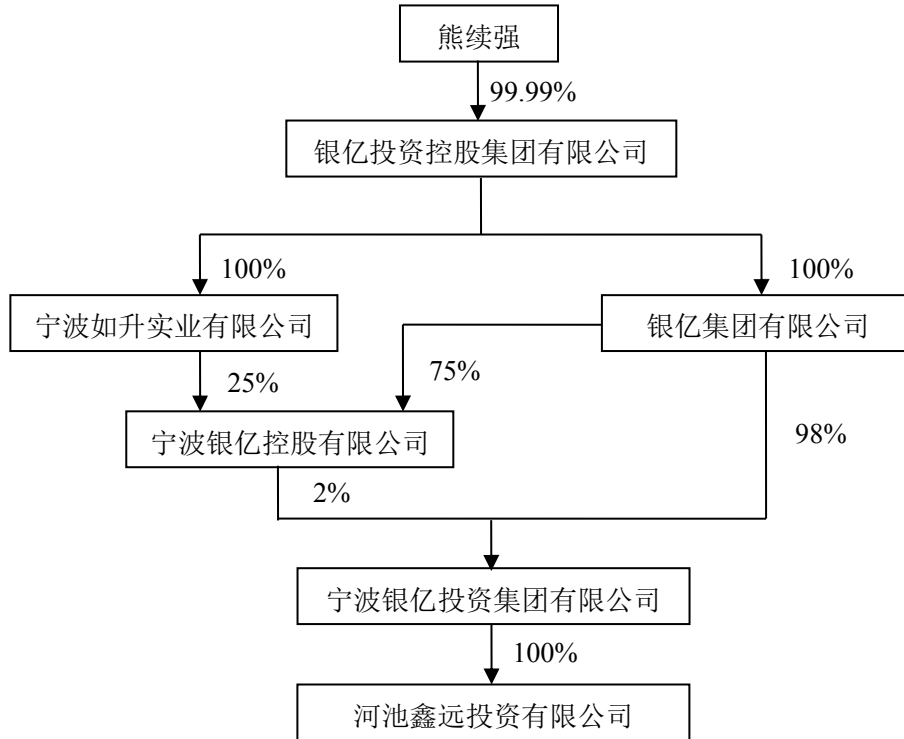 熊续强
99.99%
银亿投资控股集团有限公司
100%
100%
宁波如升实业有限公司
银亿集团有限公司
25%
75%
宁波银亿控股有限公司
98%
2%
宁波银亿投资集团有限公司
100%
河池鑫远投资有限公司